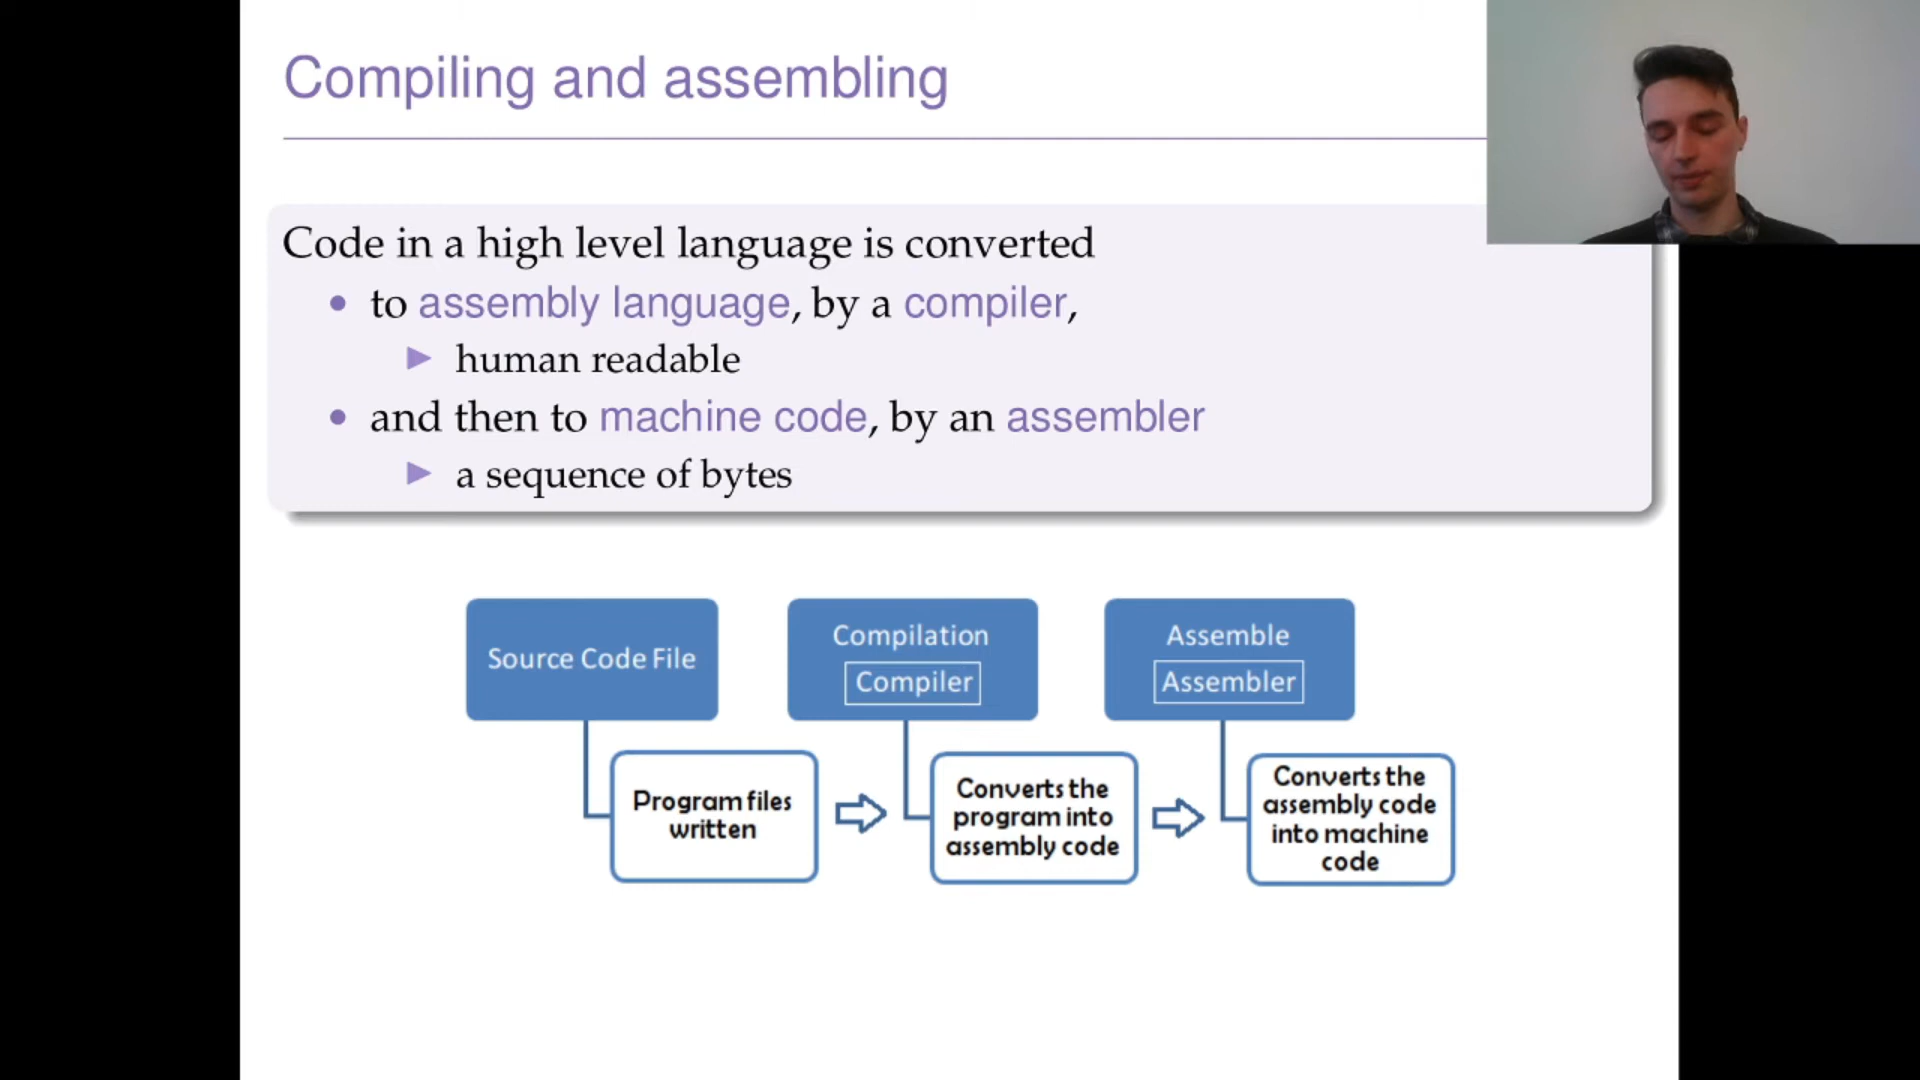 Compiling and assembling
Code in a high level language is converted
• to assembly language, by a compiler,
▶ human readable
• and then to machine code, by an assembler
▶ a sequence of bytes
Source Code File
Program files
written
Compilation
Compiler
Converts the
program into
assembly code
Assemble
Assembler
Converts the
assembly code
into machine
code